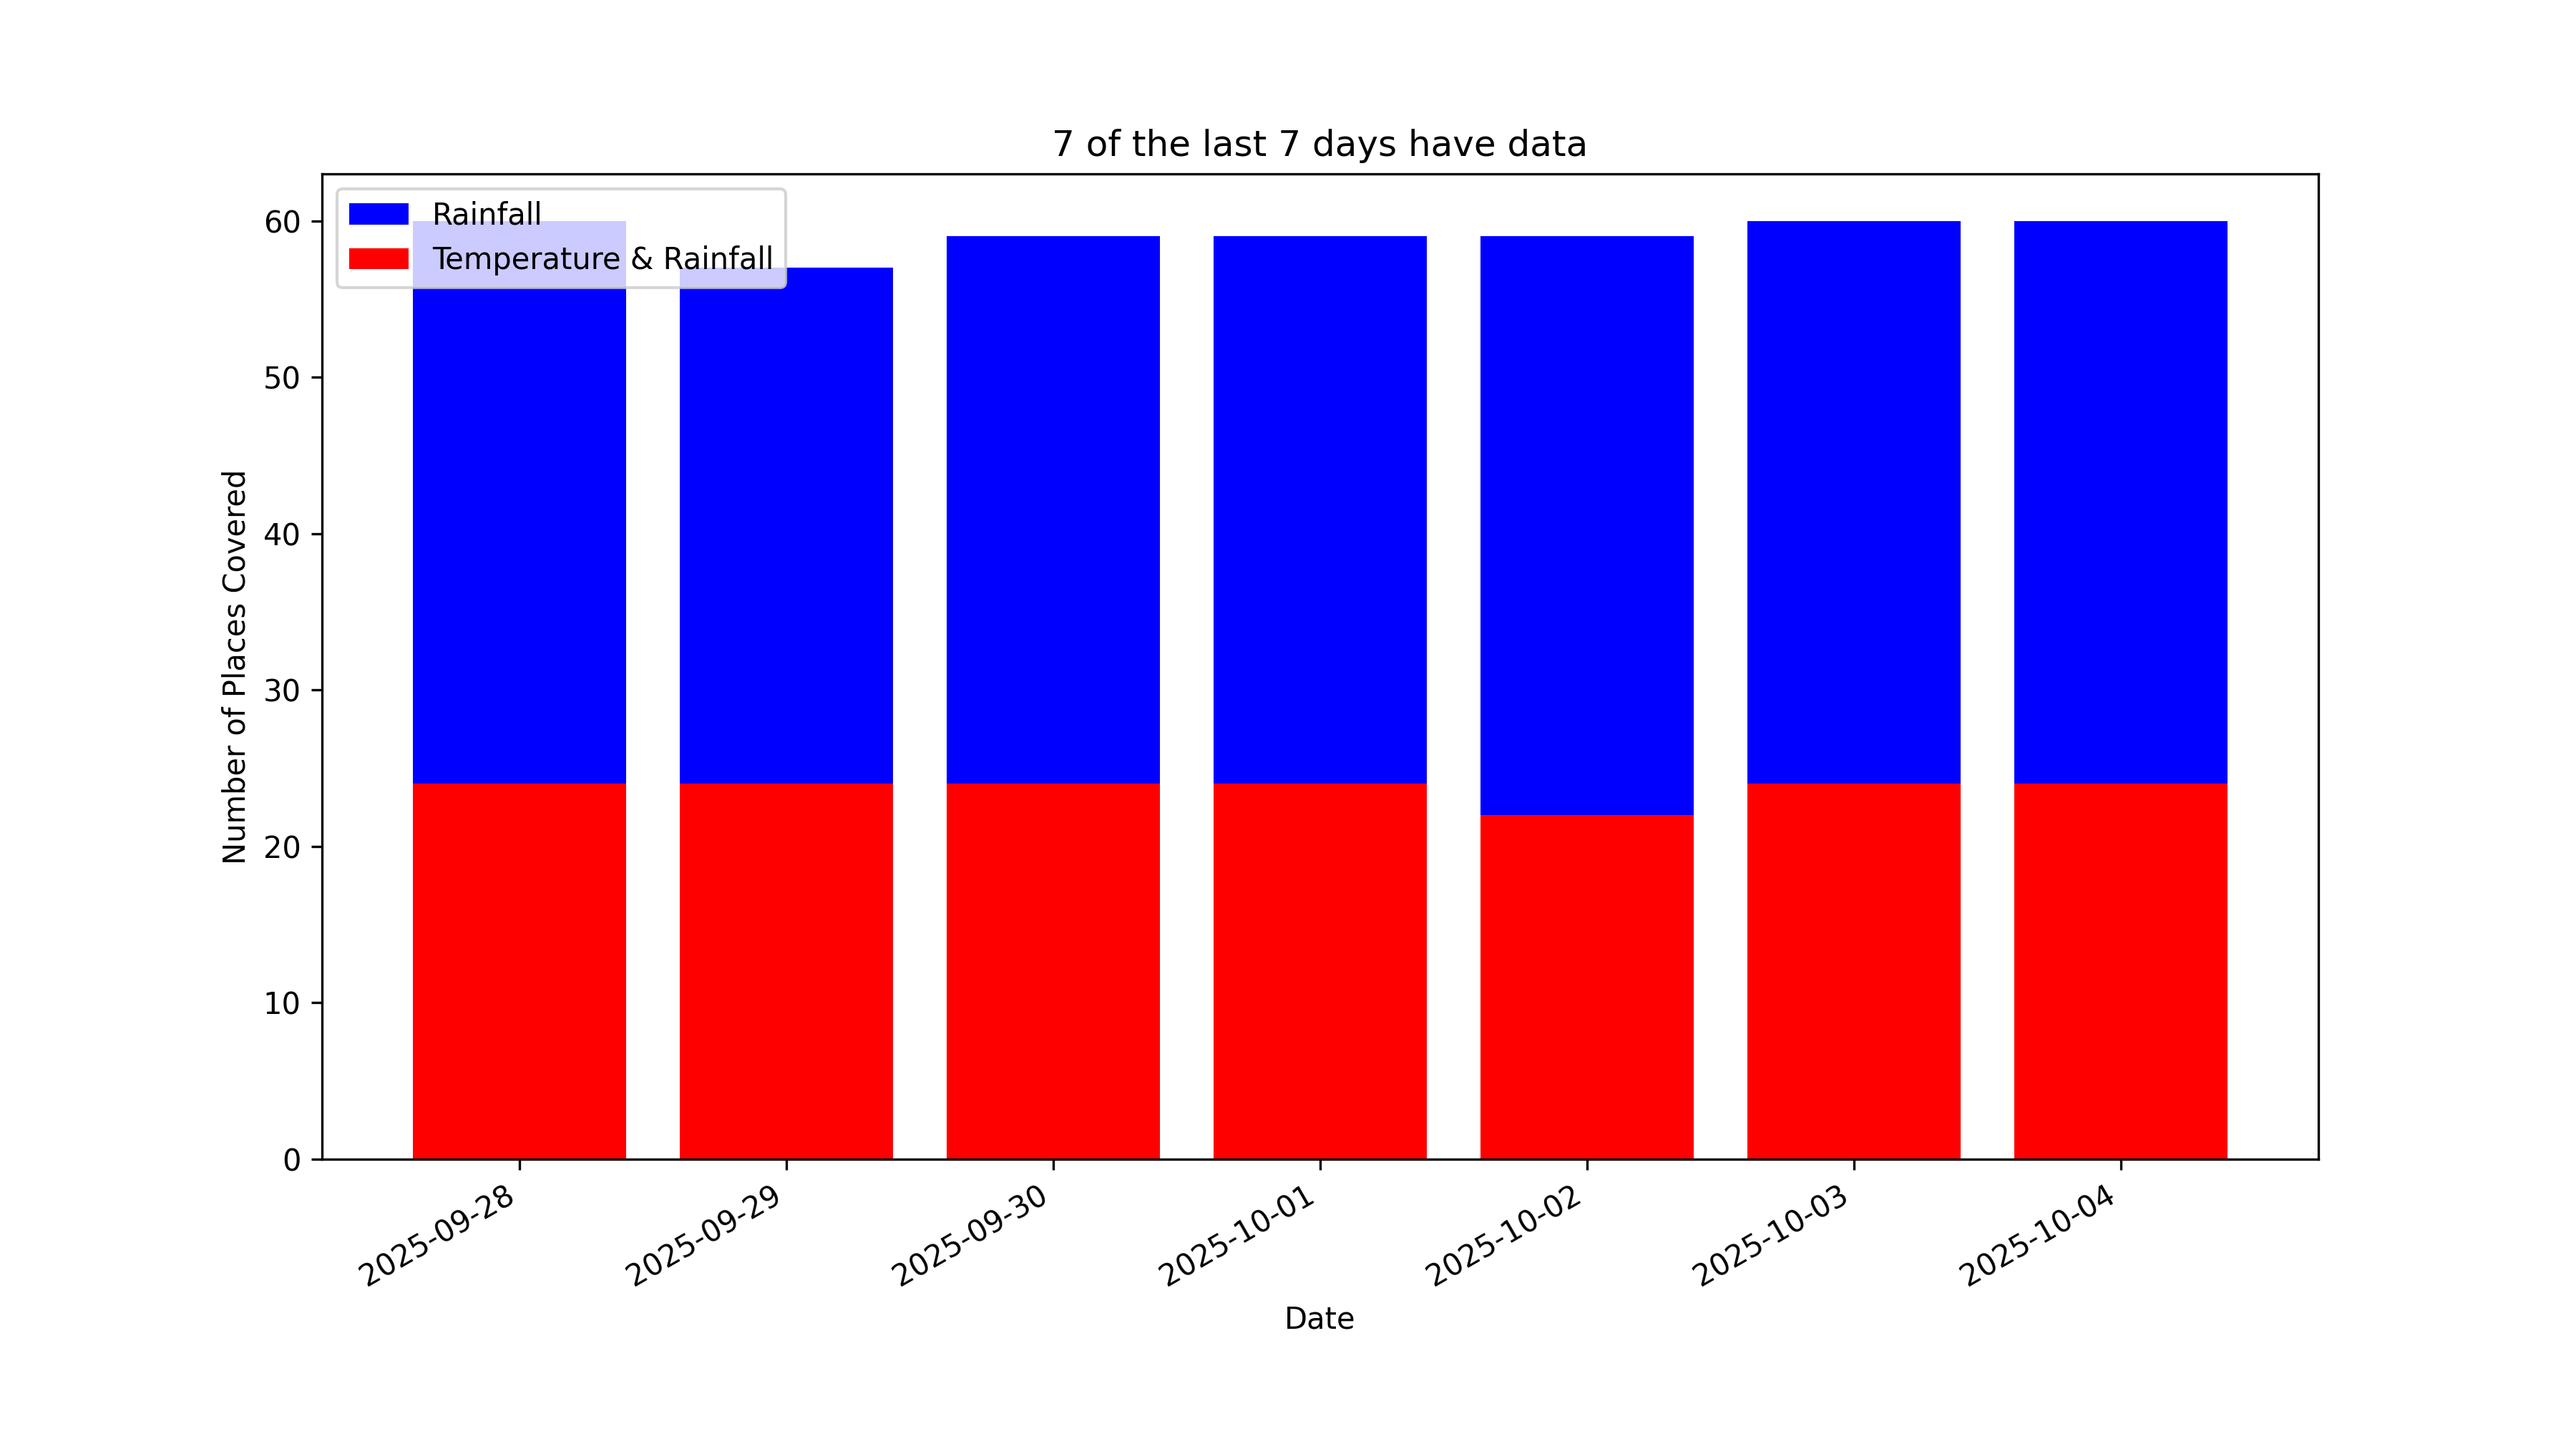 7 of the last 7 days have data
Rainfall
Temperature & Rainfall
60
50
40
30
20
10
0
Number of Places Covered
2025-09-28
2025-09-29
2025-09-30
2025-10-01
2025-10-02
2025-10-03
2025-10-04
Date